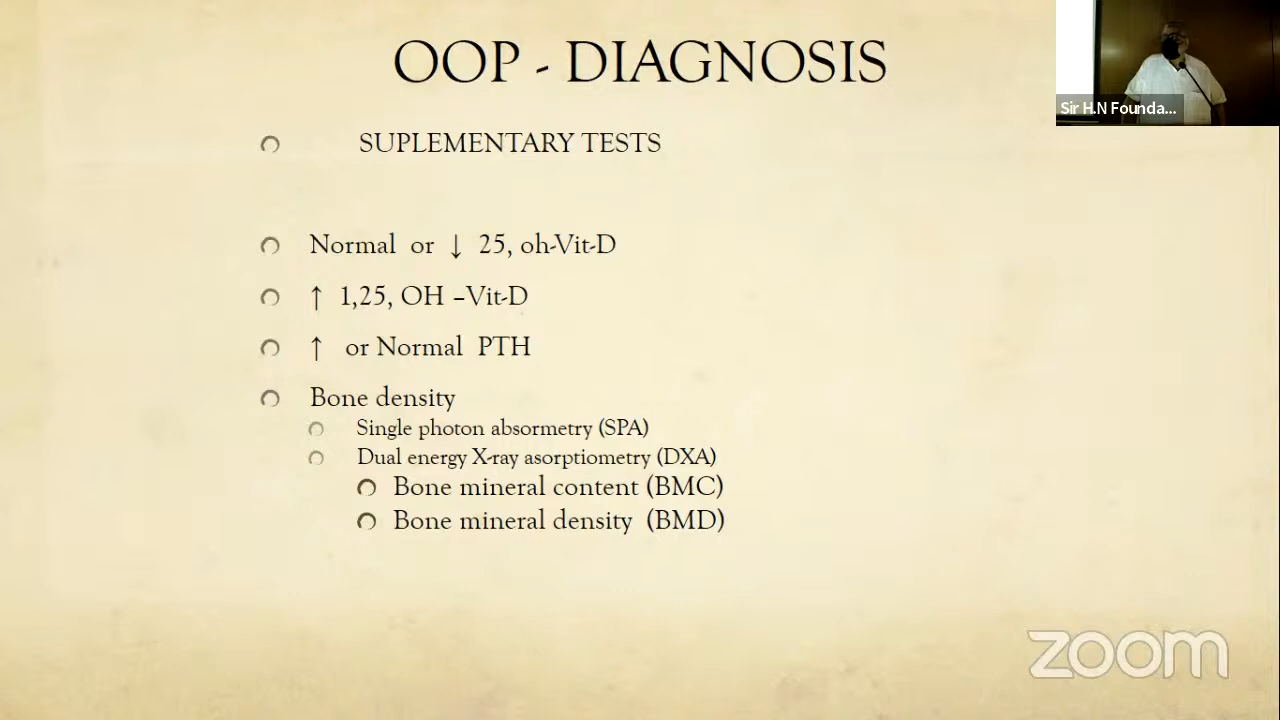 OOP - DIAGNOSIS
Sir H.N Founda...
SUPLEMENTARY TESTS
Normal or ↓ 25, oh-Vit-D
↑ 1,25, OH –Vit-D
↑ or Normal PTH
Bone density
Single photon absormetry (SPA)
Dual energy X-ray asorptiometry (DXA)
Bone mineral content (BMC)
Bone mineral density (BMD)
zoom